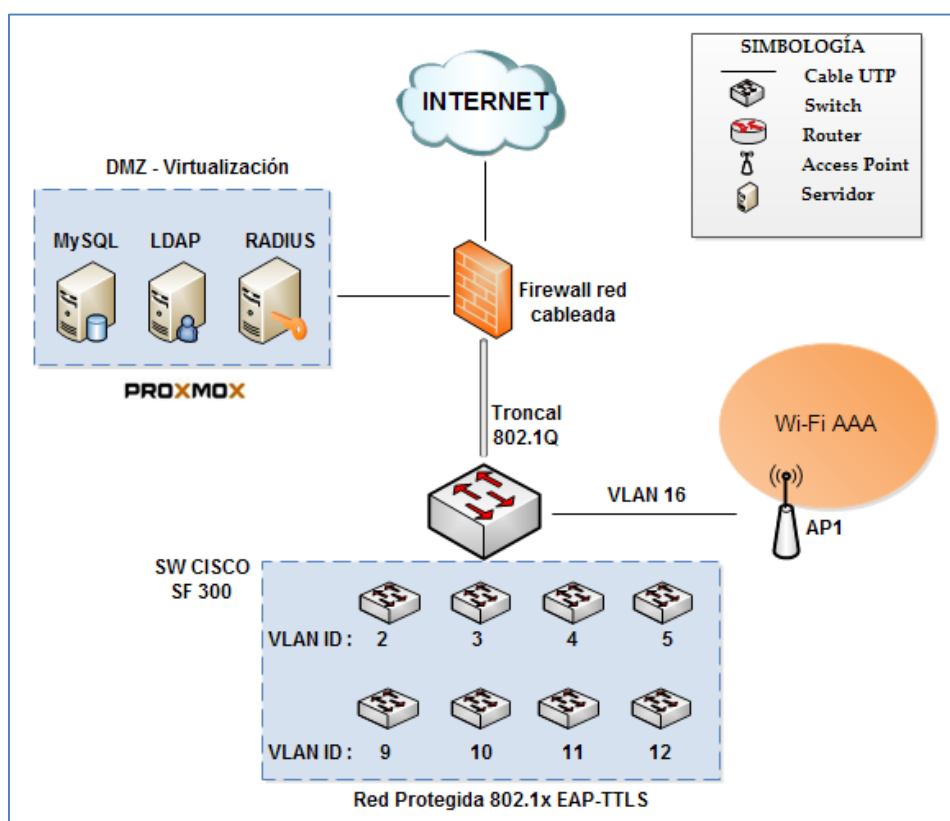 SIMBOLOGÍA
Cable UTP
Switch
Router
Access Point
Servidor
INTERNET
DMZ - Virtualización
MySQL LDAP RADIUS
PROXMOX
Firewall red
cableada
Troncal
802.1Q
Wi-Fi AAA
VLAN 16
AP1
SW CISCO
SF 300
VLAN ID : 2 3 4 5
VLAN ID : 9 10 11 12
Red Protegida 802.1x EAP-TTLS